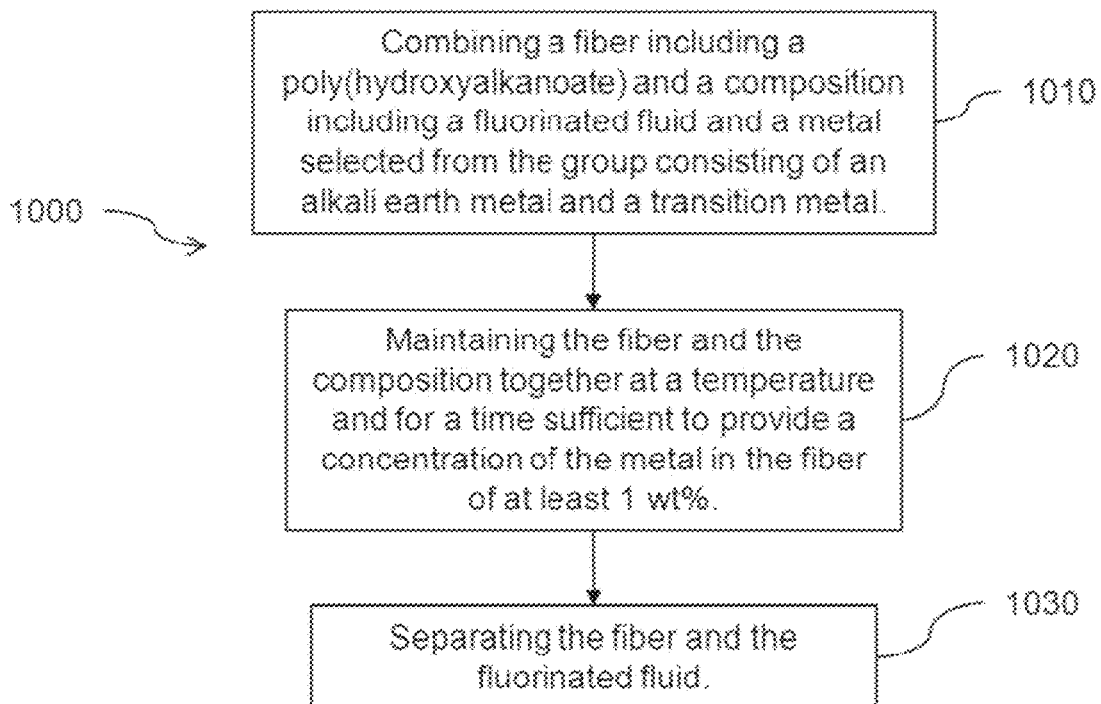 Combining a fiber including a
poly(hydroxyalkanoate) and a composition
including a fluorinated fluid and a metal
selected from the group consisting of an
alkali earth metal and a transition metal.
1010
1000
Maintaining the fiber and the
composition together at a temperature
and for a time sufficient to provide a
concentration of the metal in the fiber
of at least 1 wt%.
1020
Separating the fiber and the
fluorinated fluid.
1030